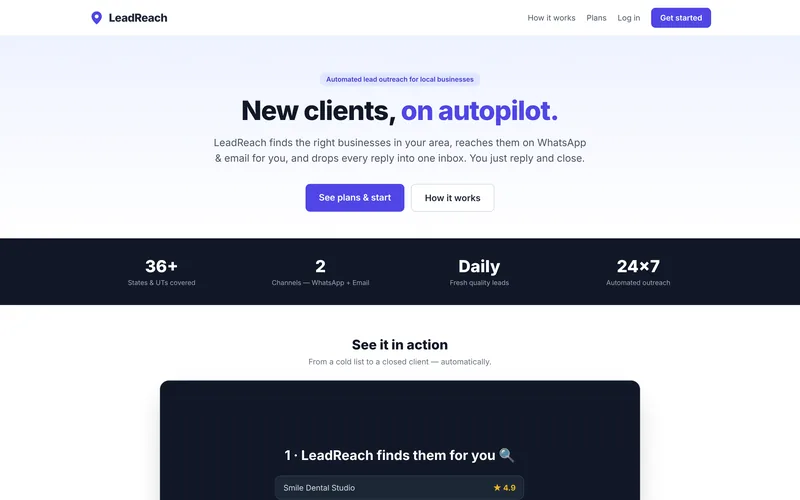 LeadReach
How it works
Plans
Log in
Get started
Automated lead outreach for local businesses
New clients, on autopilot.
LeadReach finds the right businesses in your area, reaches them on WhatsApp
& email for you, and drops every reply into one inbox. You just reply and close.
See plans & start
How it works
36+
States & UTs covered
2
Channels — WhatsApp + Email
Daily
Fresh quality leads
24×7
Automated outreach
See it in action
From a cold list to a closed client — automatically.
1 · LeadReach finds them for you 🔍
Smile Dental Studio
★ 4.9